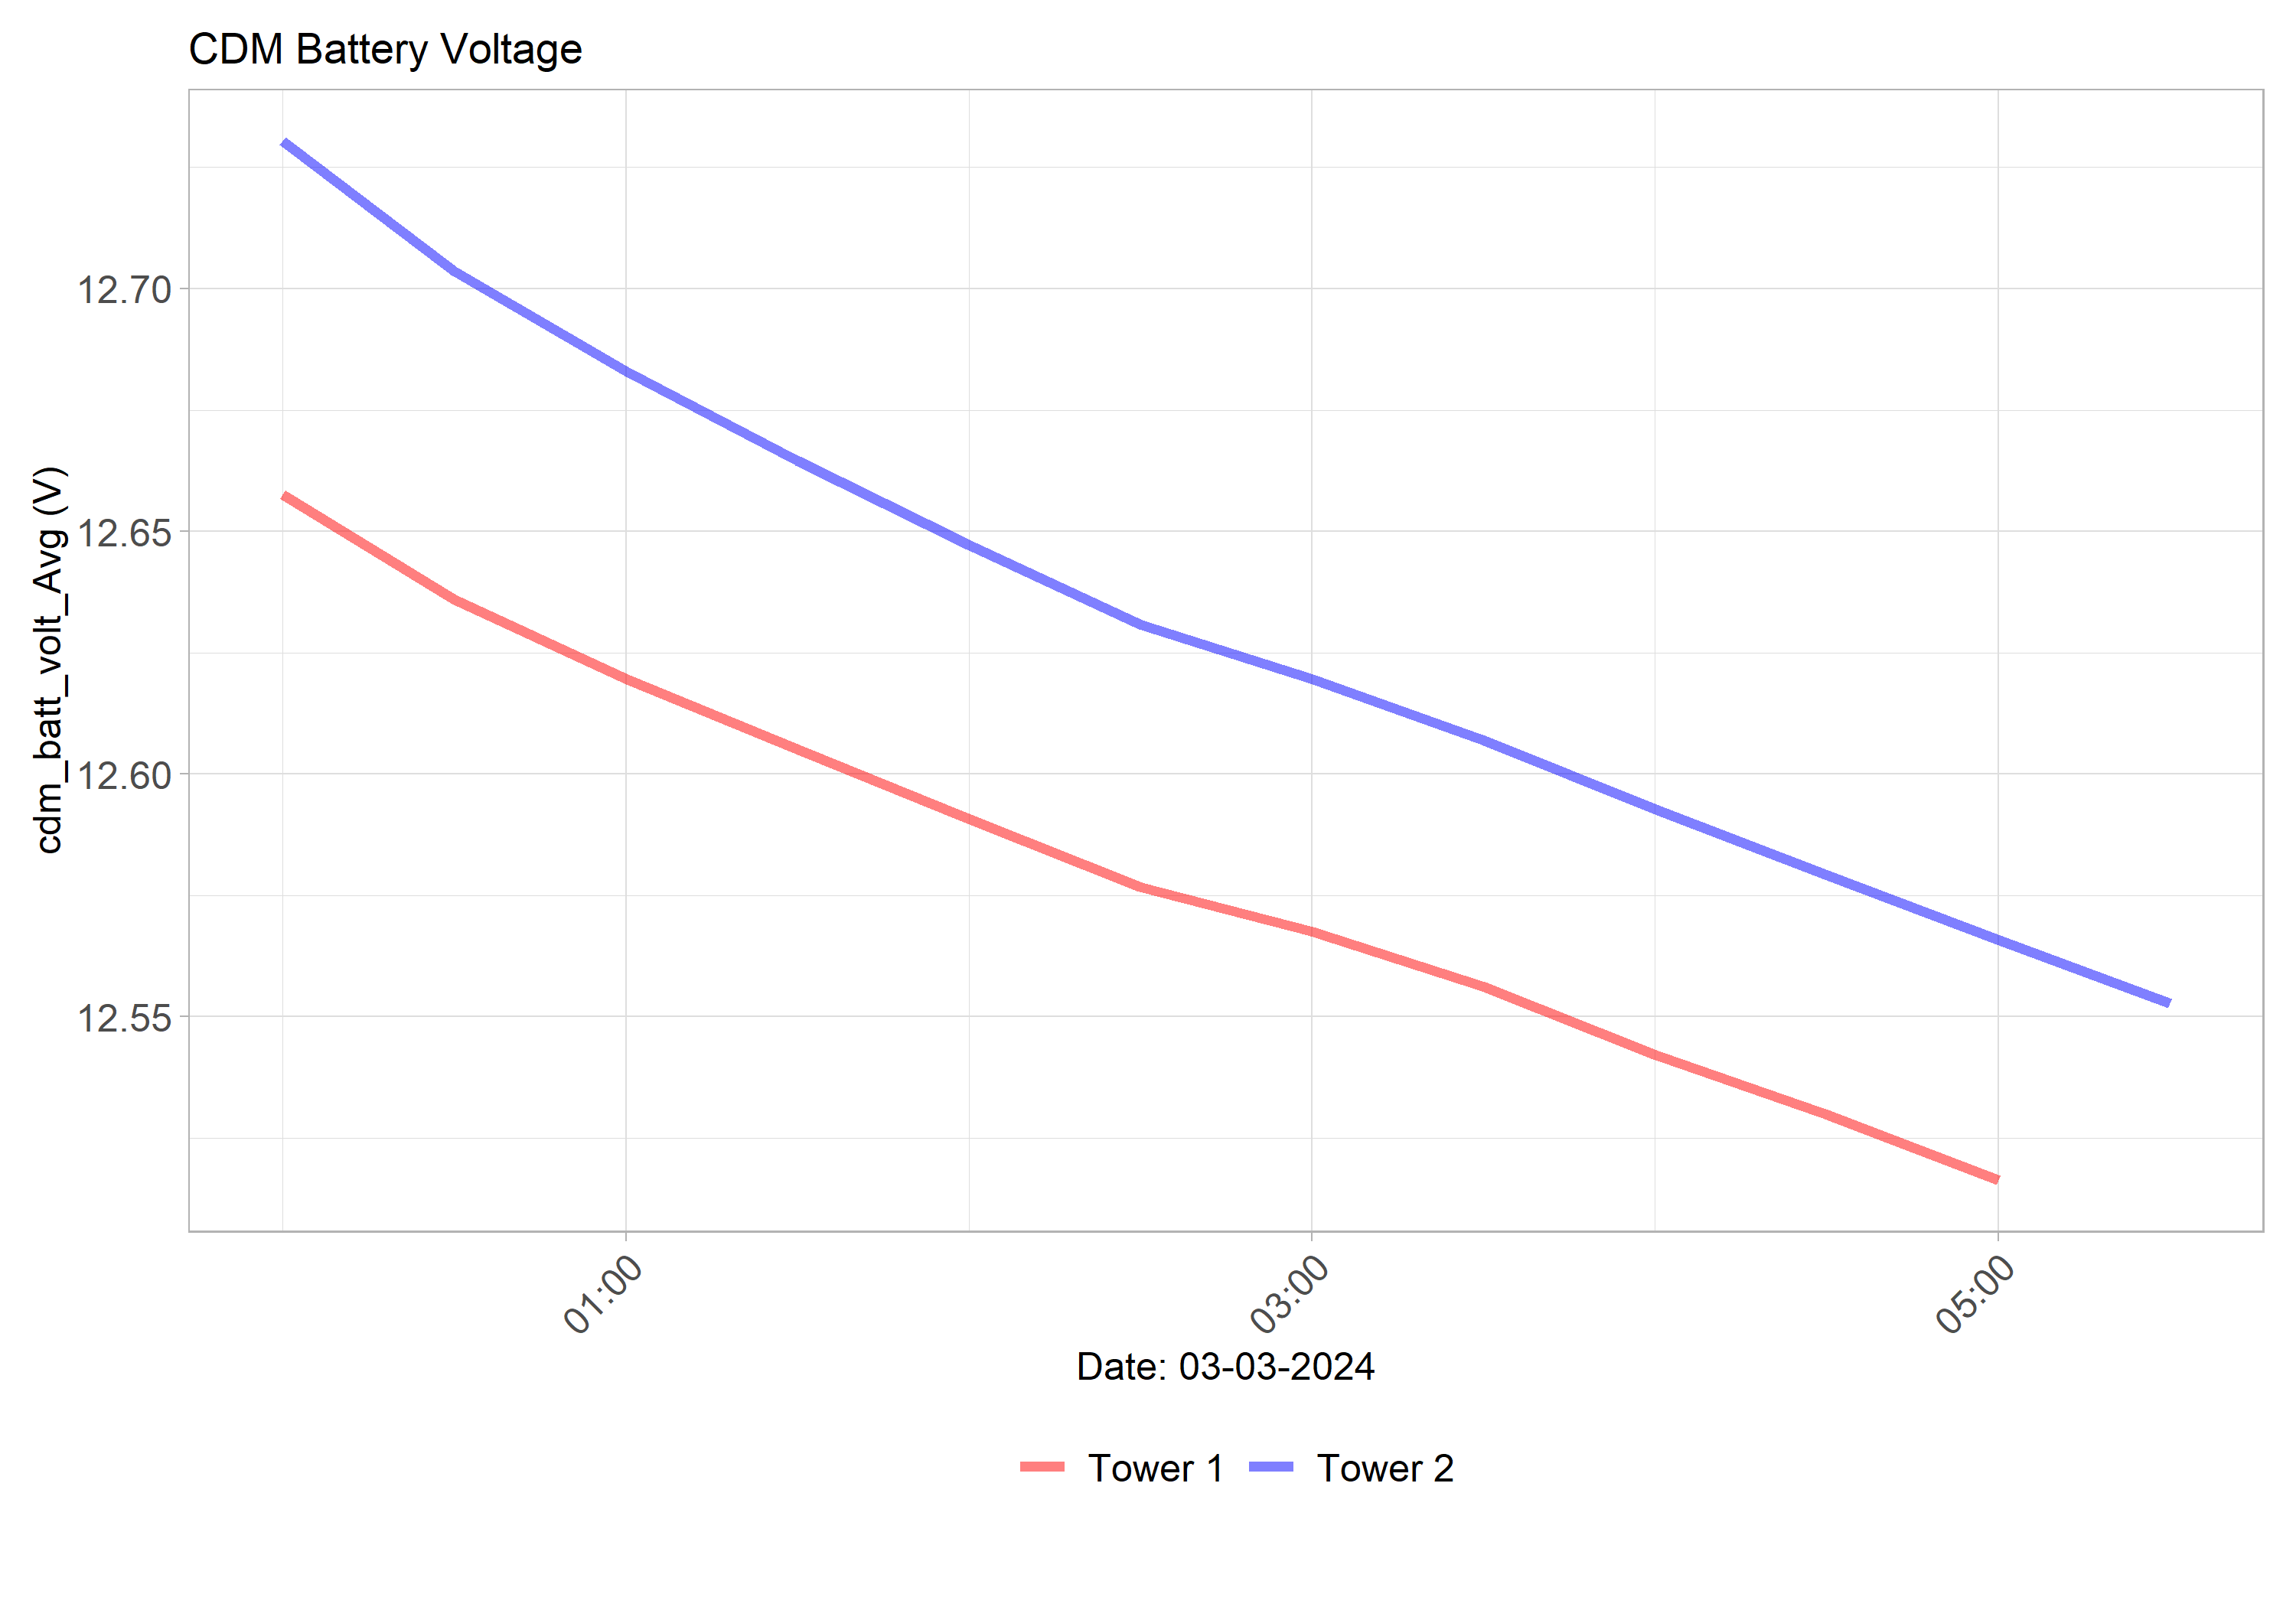 CDM Battery Voltage
cdm_batt_volt_Avg (V)
12.70
12.65
12.60
12.55
01:00
03:00
05:00
Date: 03-03-2024
Tower 1
Tower 2